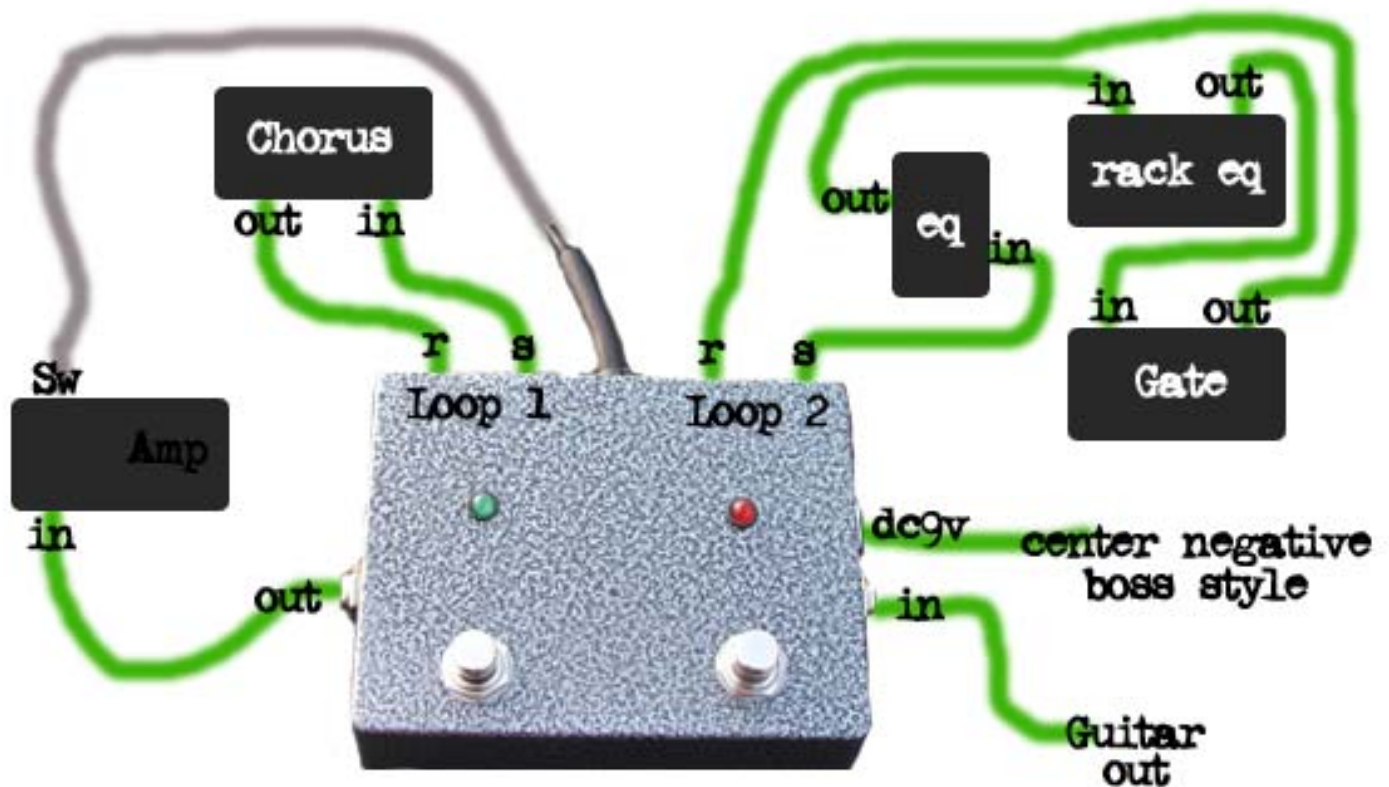 in
out
Chorus
rack eq
out
in
out
eq
in
in
out
r
s
r
s
Sw
Loop 1
Loop 2
Gate
Amp
dc9v
center negative
boss style
in
out
in
Guitar
out